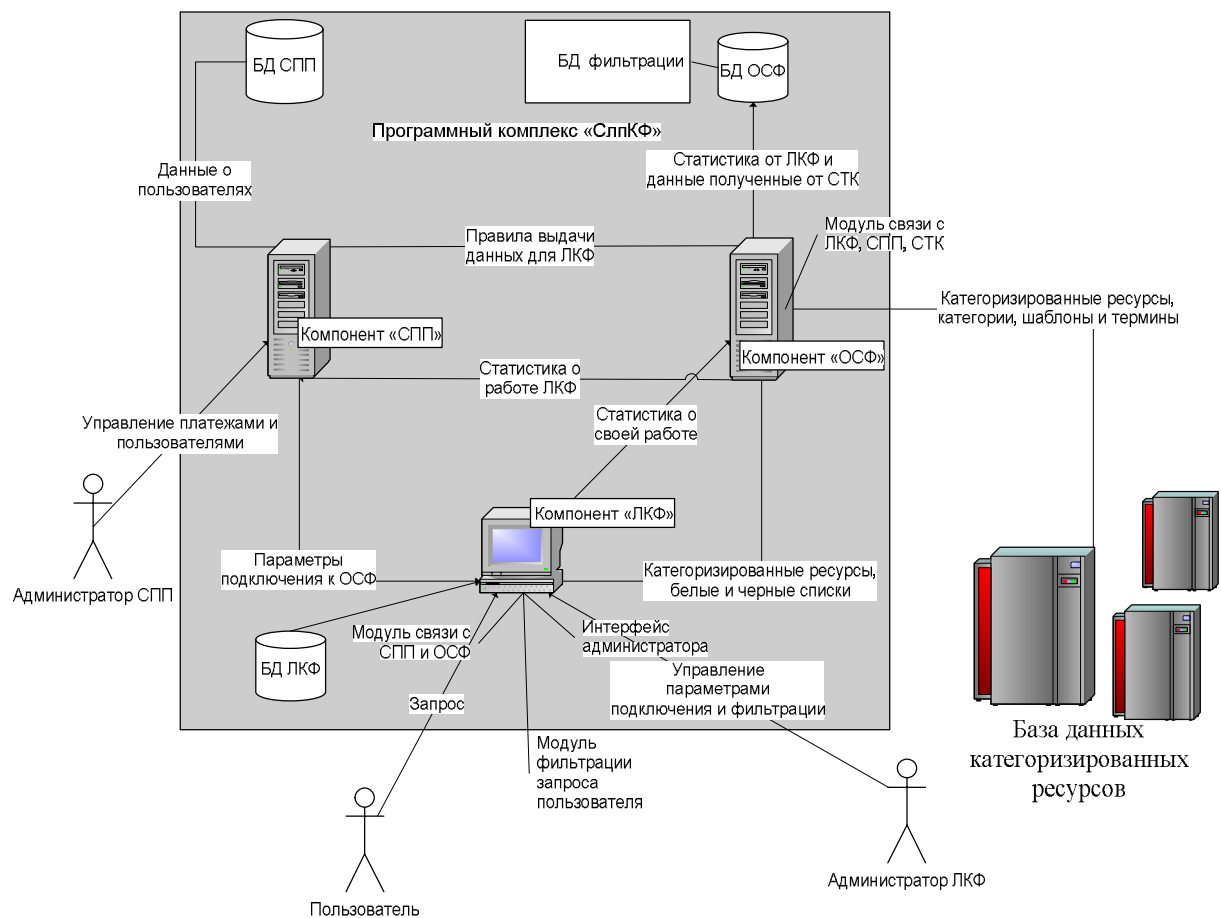 БД СПП
БД фильтрации
БД ОСФ
Программный комплекс «СлпКФ»
Данные о
пользователях
Статистика от ЛКФ и
данные полученные от СТК
Правила выдачи
данных для ЛКФ
Модуль связи с
ЛКФ, СПП, СТК
Категоризированные ресурсы,
категории, шаблоны и термины
Компонент «СПП»
Компонент «ОСФ»
Статистика о
работе ЛКФ
Управление платежами и
пользователями
Статистика о
своей работе
Компонент «ЛКФ»
Администратор СПП
Параметры
подключения к ОСФ
Категоризированные ресурсы,
белые и черные списки
БД ЛКФ
Модуль связи с
СПП и ОСФ
Интерфейс
администратора
Управление
параметрами
подключения и фильтрации
Запрос
Модуль
фильтрации
запроса
пользователя
База данных
категоризированных
ресурсов
Пользователь
Администратор ЛКФ